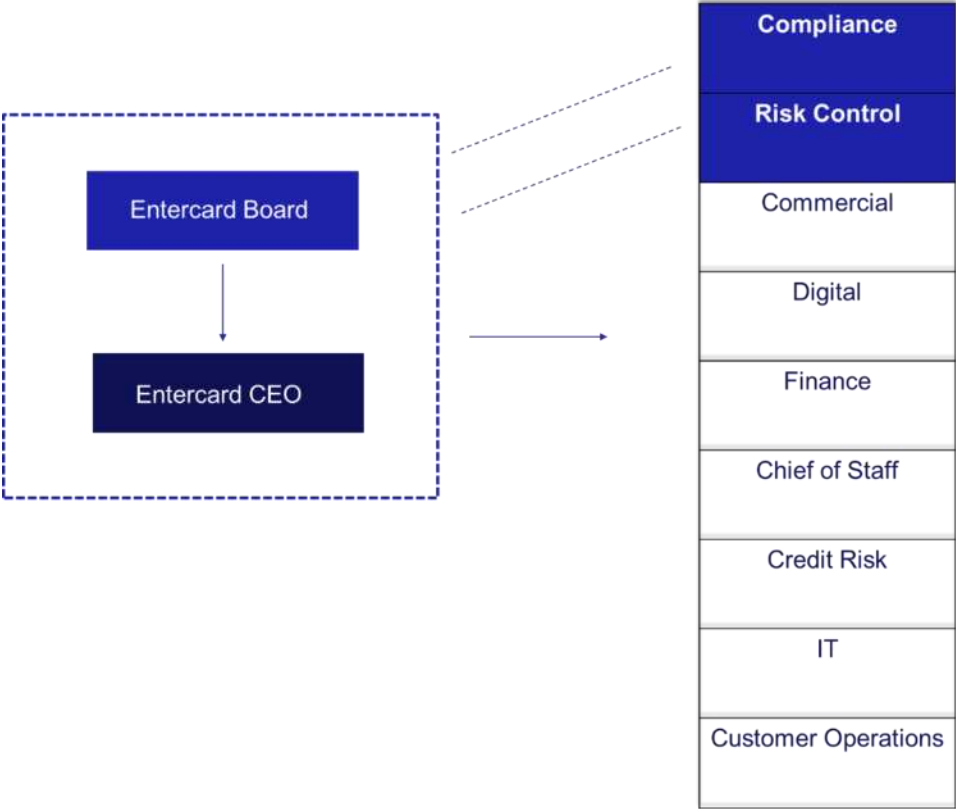 Entercard Board
Entercard CEO
Compliance
Risk Control
Commercial
Digital
Finance
Chief of Staff
Credit Risk
IT
Customer Operations